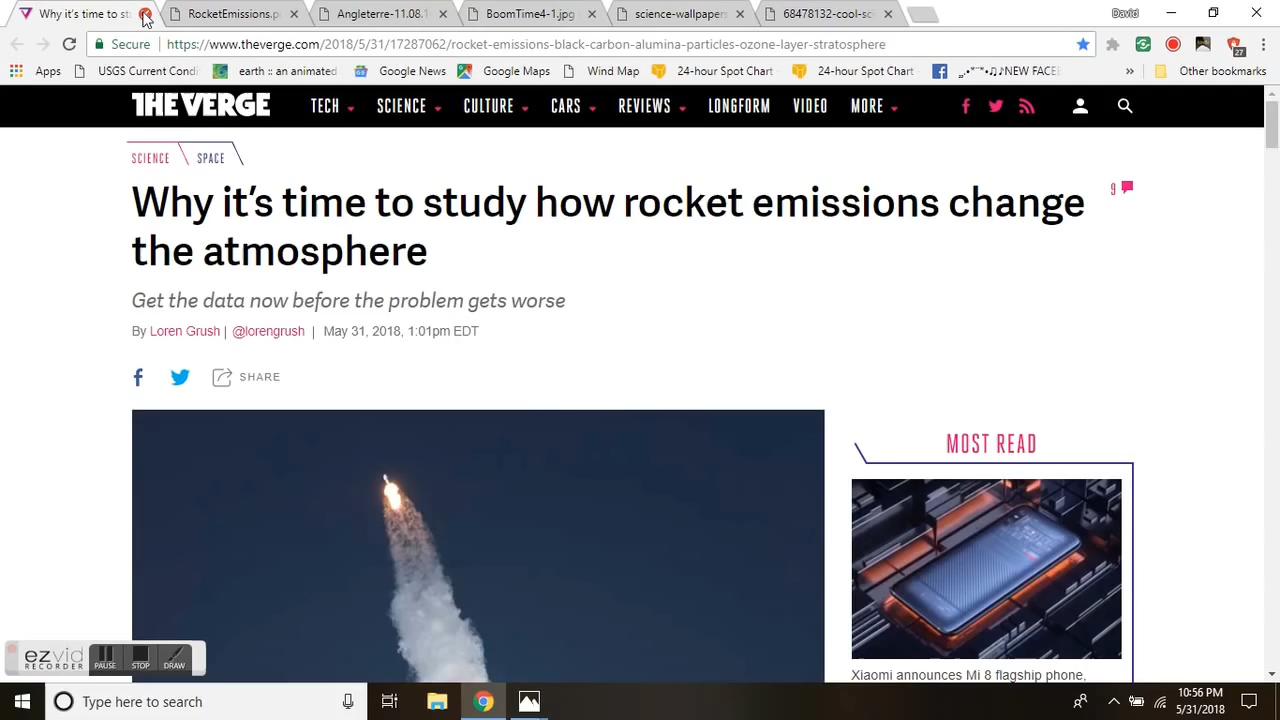 Why it's time to st
RocketEmissions.p
Angleterre-11.08.1
BoomTime4-1.jpg
science-wallpapers
68478132-cool-sc
David
Secure
https://www.theverge.com/2018/5/31/17287062/rocket-emissions-black-carbon-alumina-particles-ozone-layer-stratosphere
27
Apps
USGS Current Condi
earth :: an animated
Google News
Google Maps
Wind Map
24-hour Spot Chart
24-hour Spot Chart
NEW FACE
»
Other bookmarks
THE VERGE
TECH
SCIENCE
CULTURE
CARS
REVIEWS
LONGFORM
VIDEO
MORE
SCIENCE
SPACE
Why it's time to study how rocket emissions change
the atmosphere
9
Get the data now before the problem gets worse
By Loren Grush | @lorengrush | May 31, 2018, 1:01pm EDT
SHARE
MOST READ
Xiaomi announces Mi 8 flagship phone,
ezvid
RECORDER
PAUSE
STOP
DRAW
Type here to search
10:56 PM
5/31/2018